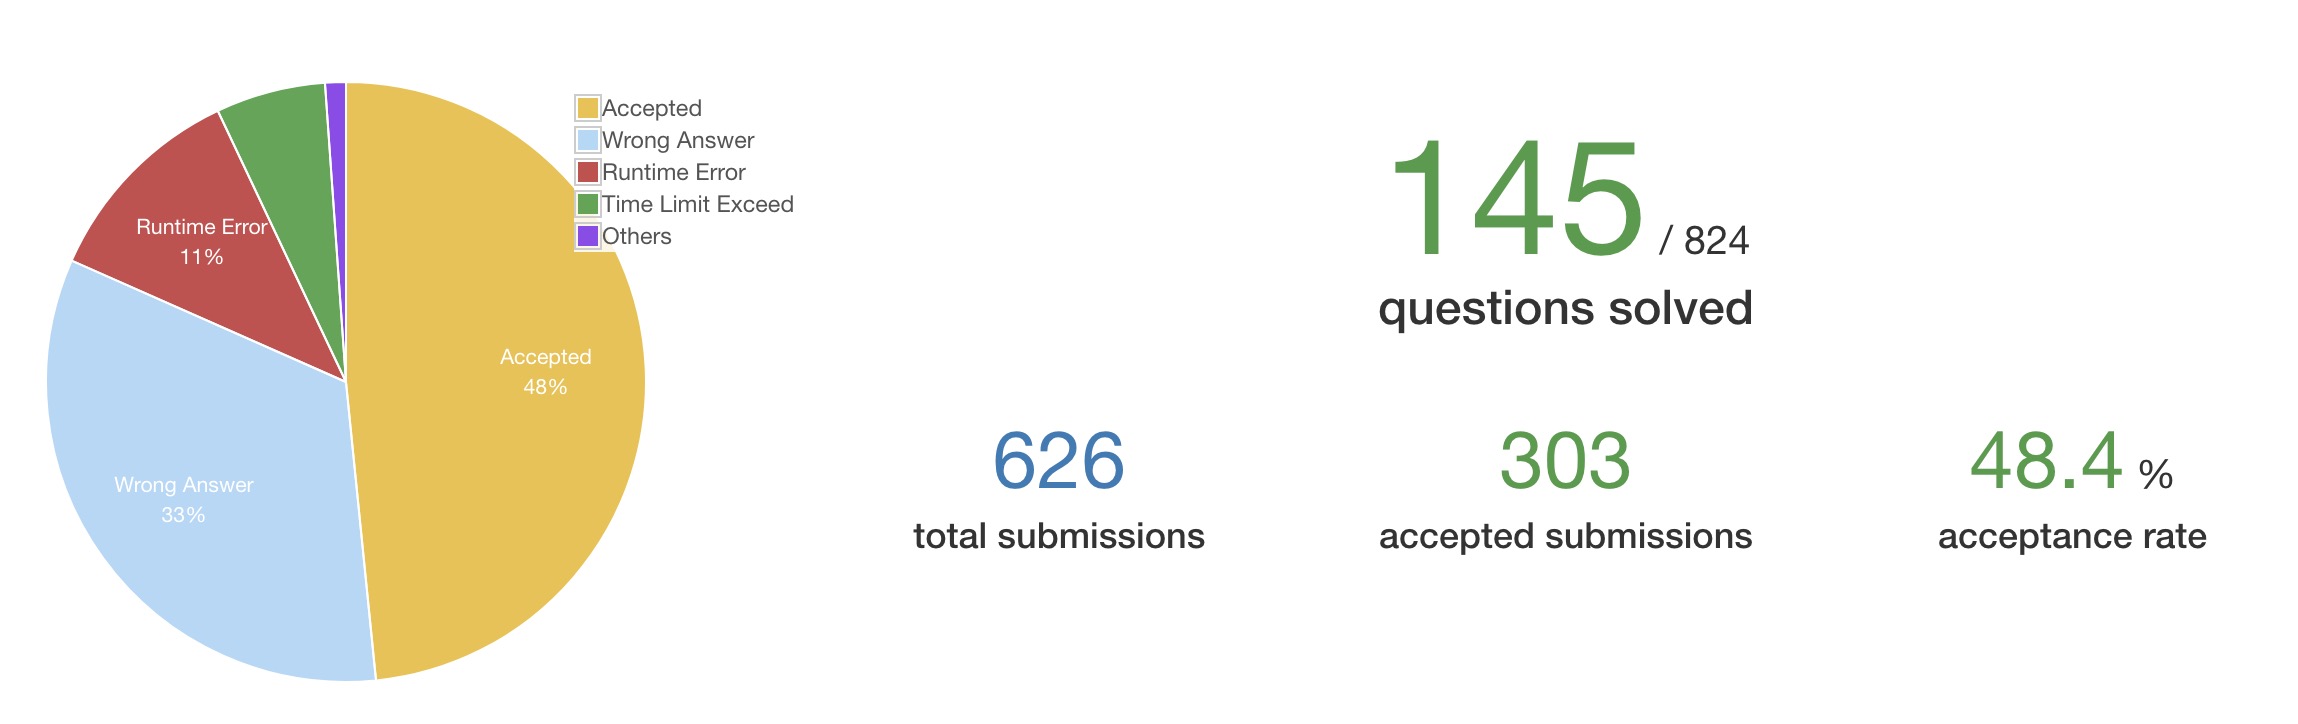 Accepted
Wrong Answer
Runtime Error
Time Limit Exceed
Others
Runtime Error
11%
Accepted
48%
Wrong Answer
33%
145 / 824
questions solved
626
total submissions
303
accepted submissions
48.4 %
acceptance rate